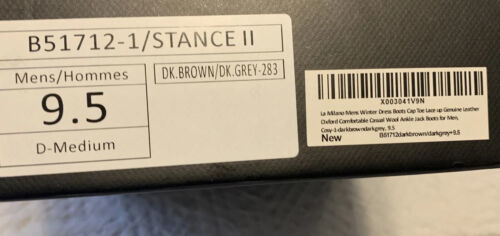 B51712-1/STANCE II
Mens/Hommes
9.5
D-Medium
DK.BROWN/DK.GREY-283
X003041V9N
La Milano Mens Winter Dress Boots Cap Toe Lace up Genuine Leather
Oxford Comfortable Casual Wool Ankle Jack Boots for Men,
Cosy-1-darkbrowndarkgrey, 9.5
New
B51712darkbrown/darkgrey+9.5